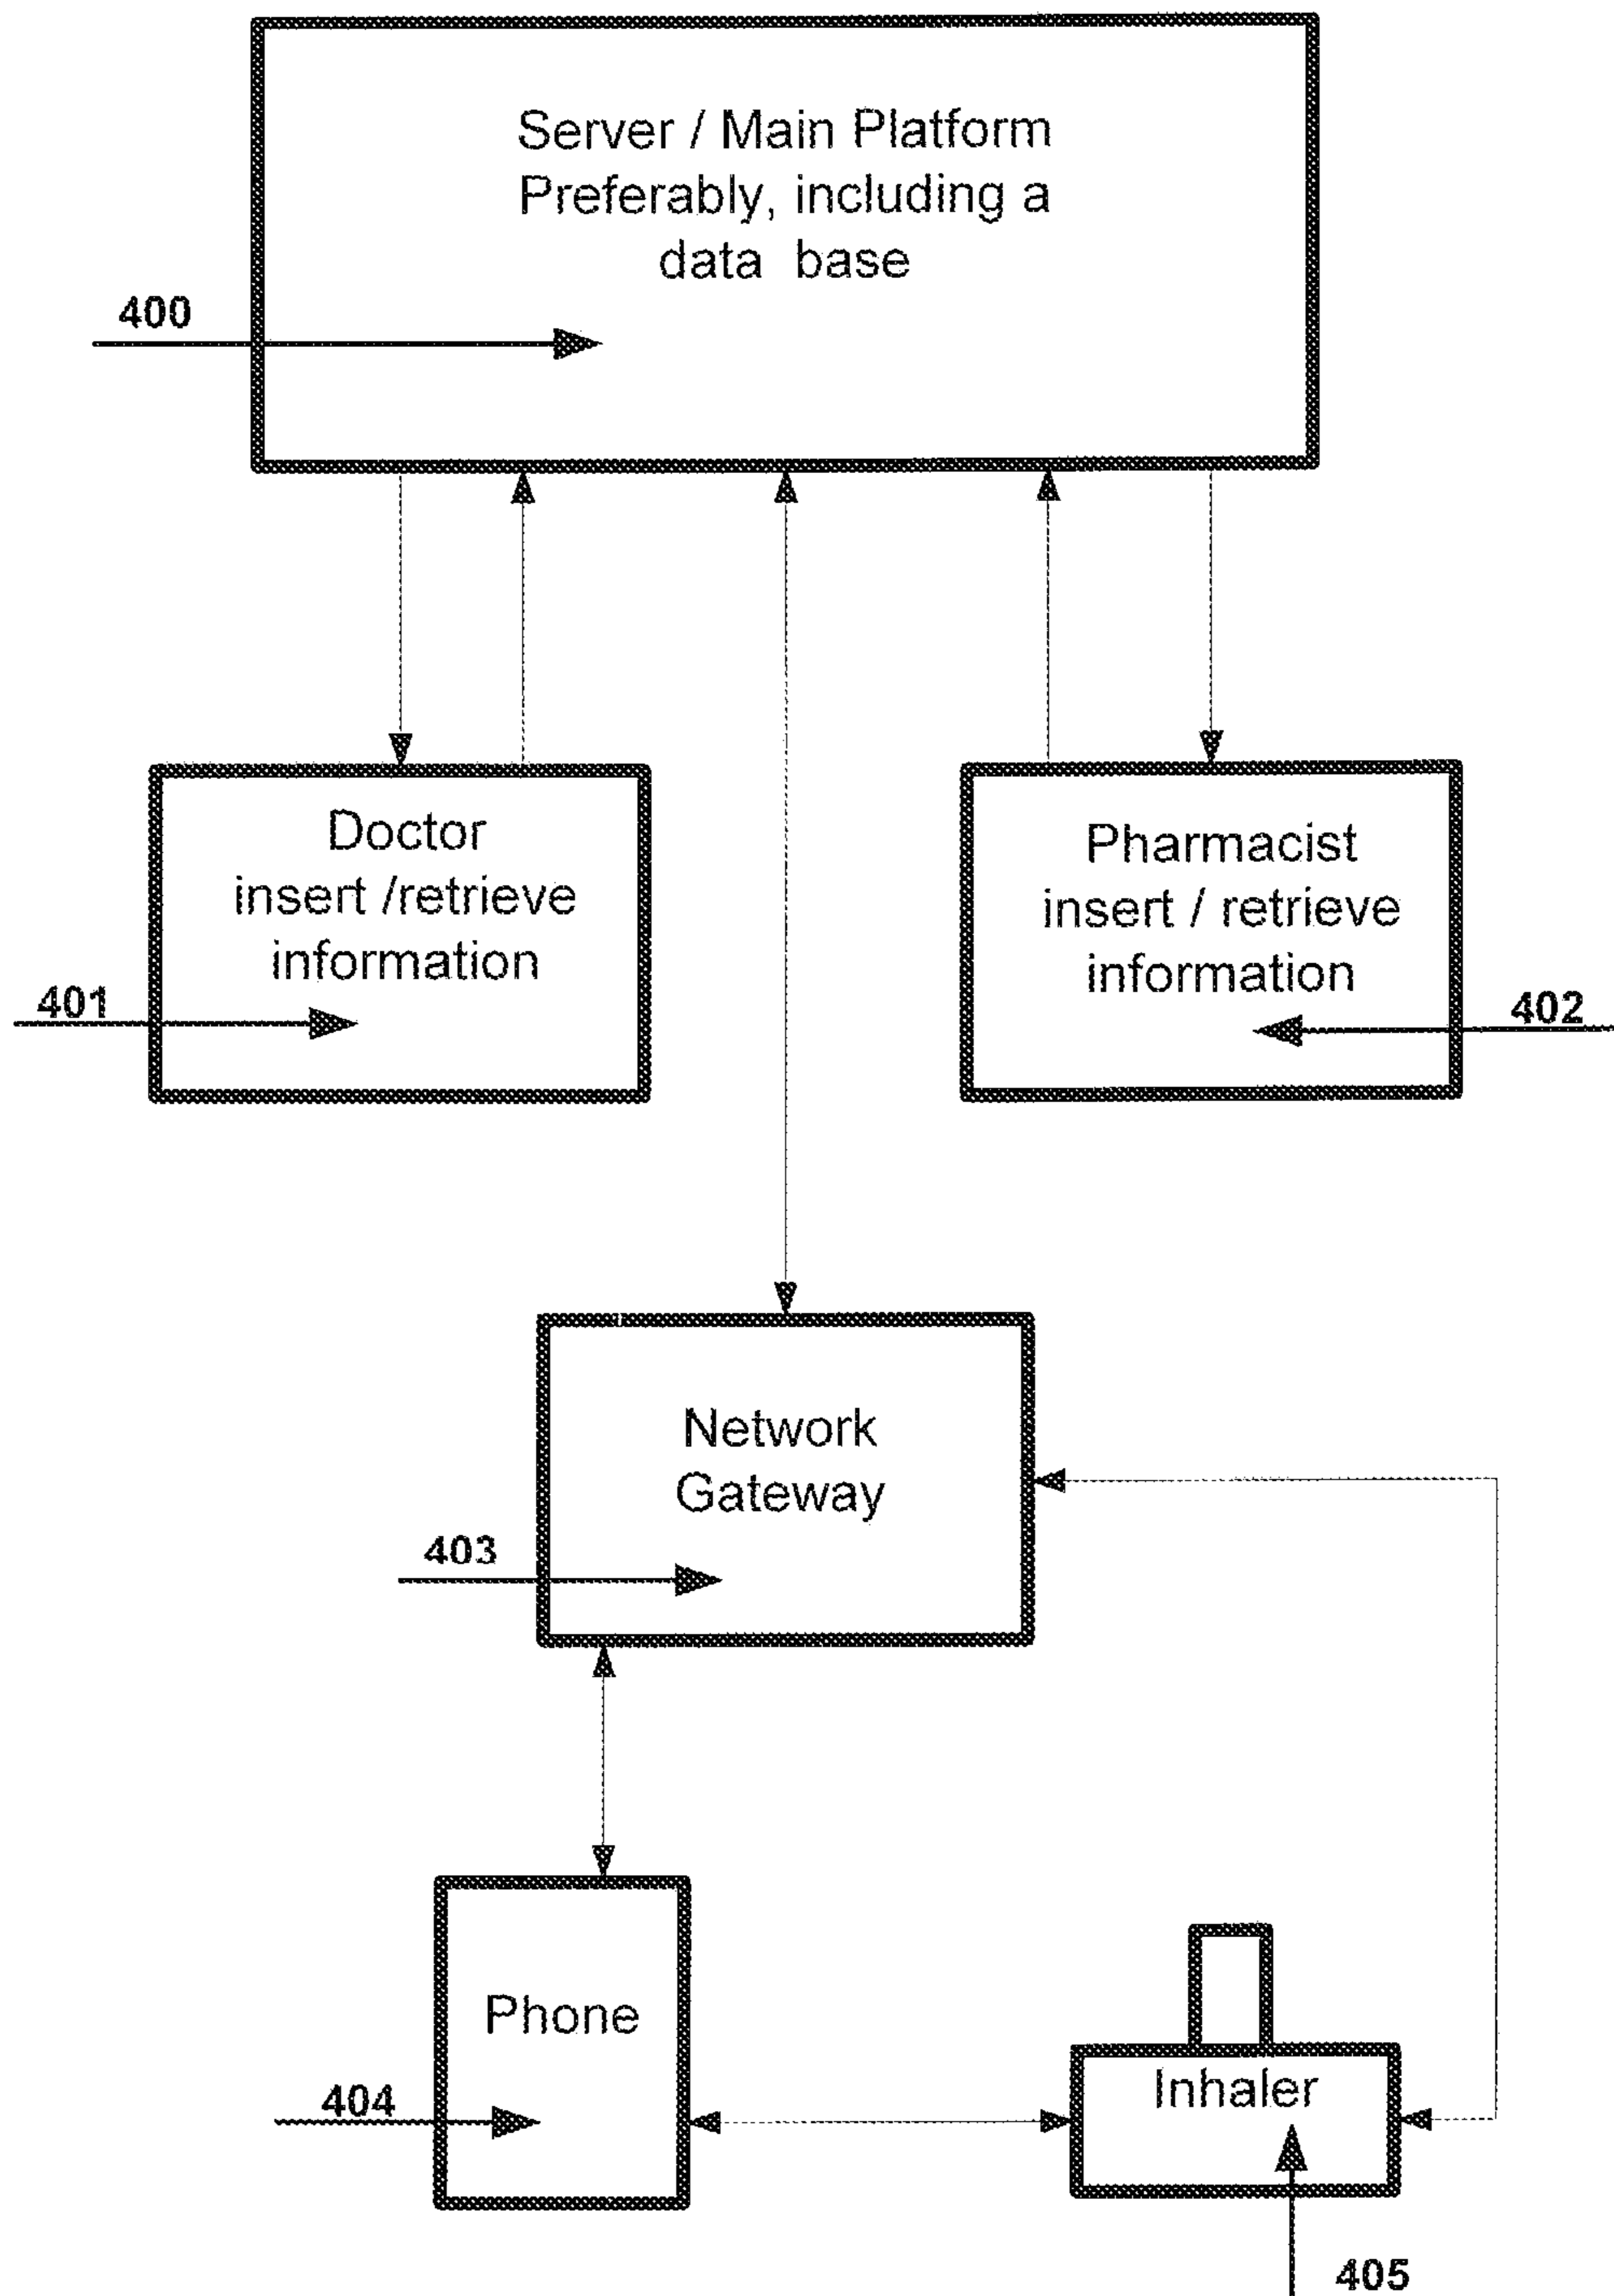 Server / Main Platform
Preferably, including a
data base
400
Doctor
insert /retrieve
information
401
Pharmacist
insert / retrieve
information
402
Network
Gateway
403
Phone
404
Inhaler
405